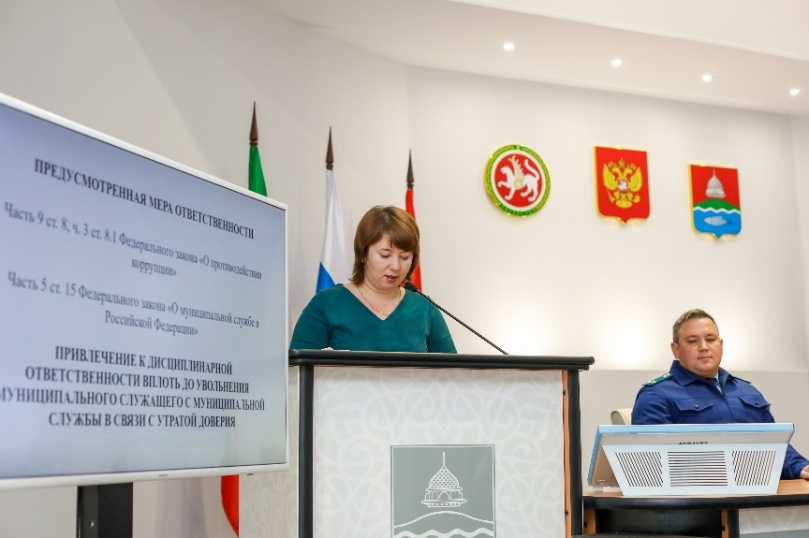 ПРЕДУСМОТРЕННАЯ МЕРА ОТВЕТСТВЕННОСТИ
Часть 9 ст. 8, ч. 3 ст. 8.1 Федерального закона «О противодействии
коррупции»
Часть 5 ст. 15 Федерального закона «О муниципальной службе в
Российской Федерации»
ПРИВЛЕЧЕНИЕ К ДИСЦИПЛИНАРНОЙ
ОТВЕТСТВЕННОСТИ ВПЛОТЬ ДО УВОЛЬНЕНИЯ
МУНИЦИПАЛЬНОГО СЛУЖАЩЕГО С МУНИЦИПАЛЬНОЙ
СЛУЖБЫ В СВЯЗИ С УТРАТОЙ ДОВЕРИЯ